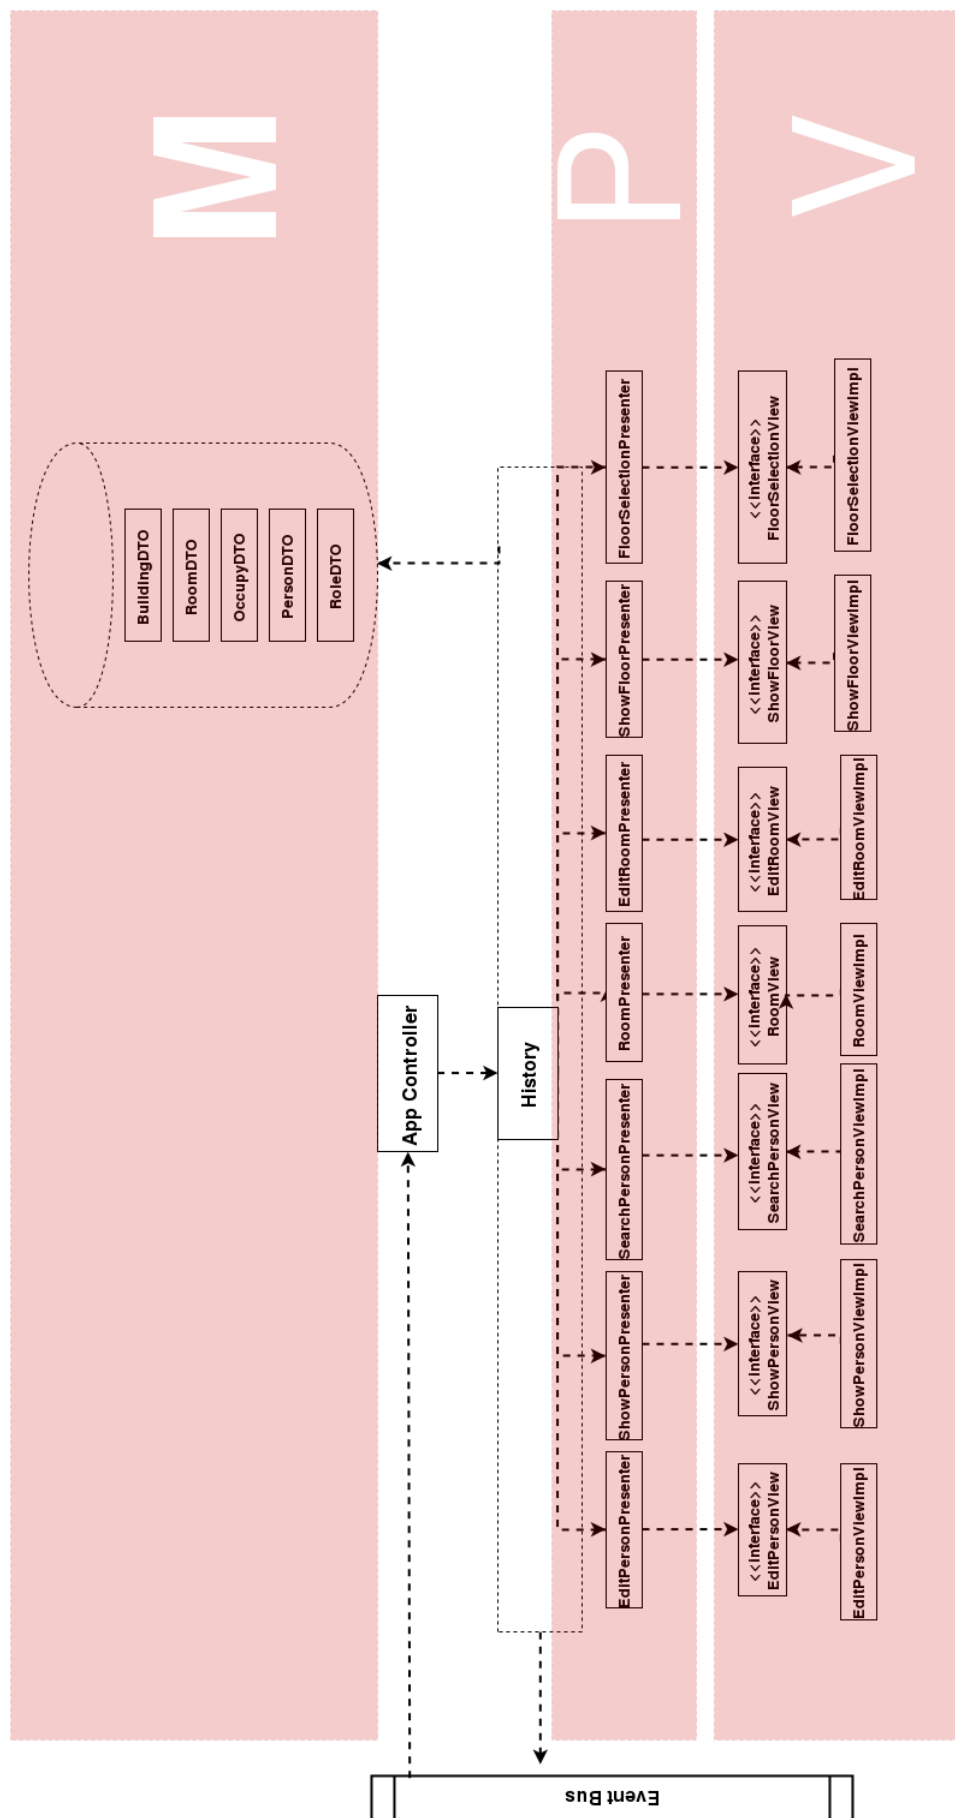 M
P
V
BuildingDTO
RoomDTO
OccupyDTO
PersonDTO
RoleDTO
App Controller
History
FloorSelectionPresenter
ShowFloorPresenter
EditRoomPresenter
RoomPresenter
SearchPersonPresenter
ShowPersonPresenter
EditPersonPresenter
<<Interface>>
FloorSelectionView
<<Interface>>
ShowFloorView
<<Interface>>
EditRoomView
<<Interface>>
RoomView
<<Interface>>
SearchPersonView
<<Interface>>
ShowPersonView
<<Interface>>
EditPersonView
FloorSelectionViewImpl
ShowFloorViewImpl
EditRoomViewImpl
RoomViewImpl
SearchPersonViewImpl
ShowPersonViewImpl
EditPersonViewImpl
Event Bus